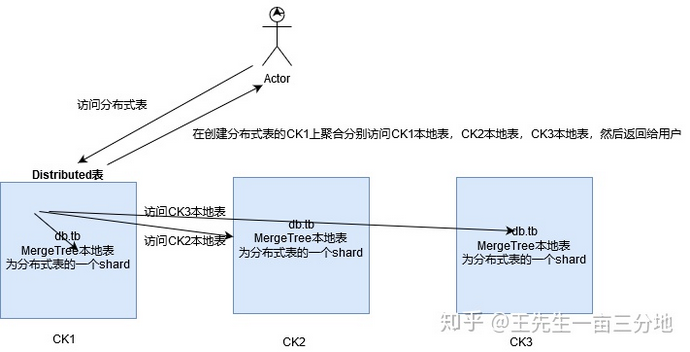 Actor
访问分布式表
在创建分布式表的CK1上聚合分别访问CK1本地表，CK2本地表，CK3本地表，然后返回给用户
Distributed表
访问CK3本地表
db.tb
MergeTree本地表
为分布式表的一个shard
访问CK2本地表
db.tb
MergeTree本地表
为分布式表的一个shard
db.tb
MergeTree本地表
为分布式表的一个shard
CK1
CK2
CK3
知乎 @王先生一亩三分地